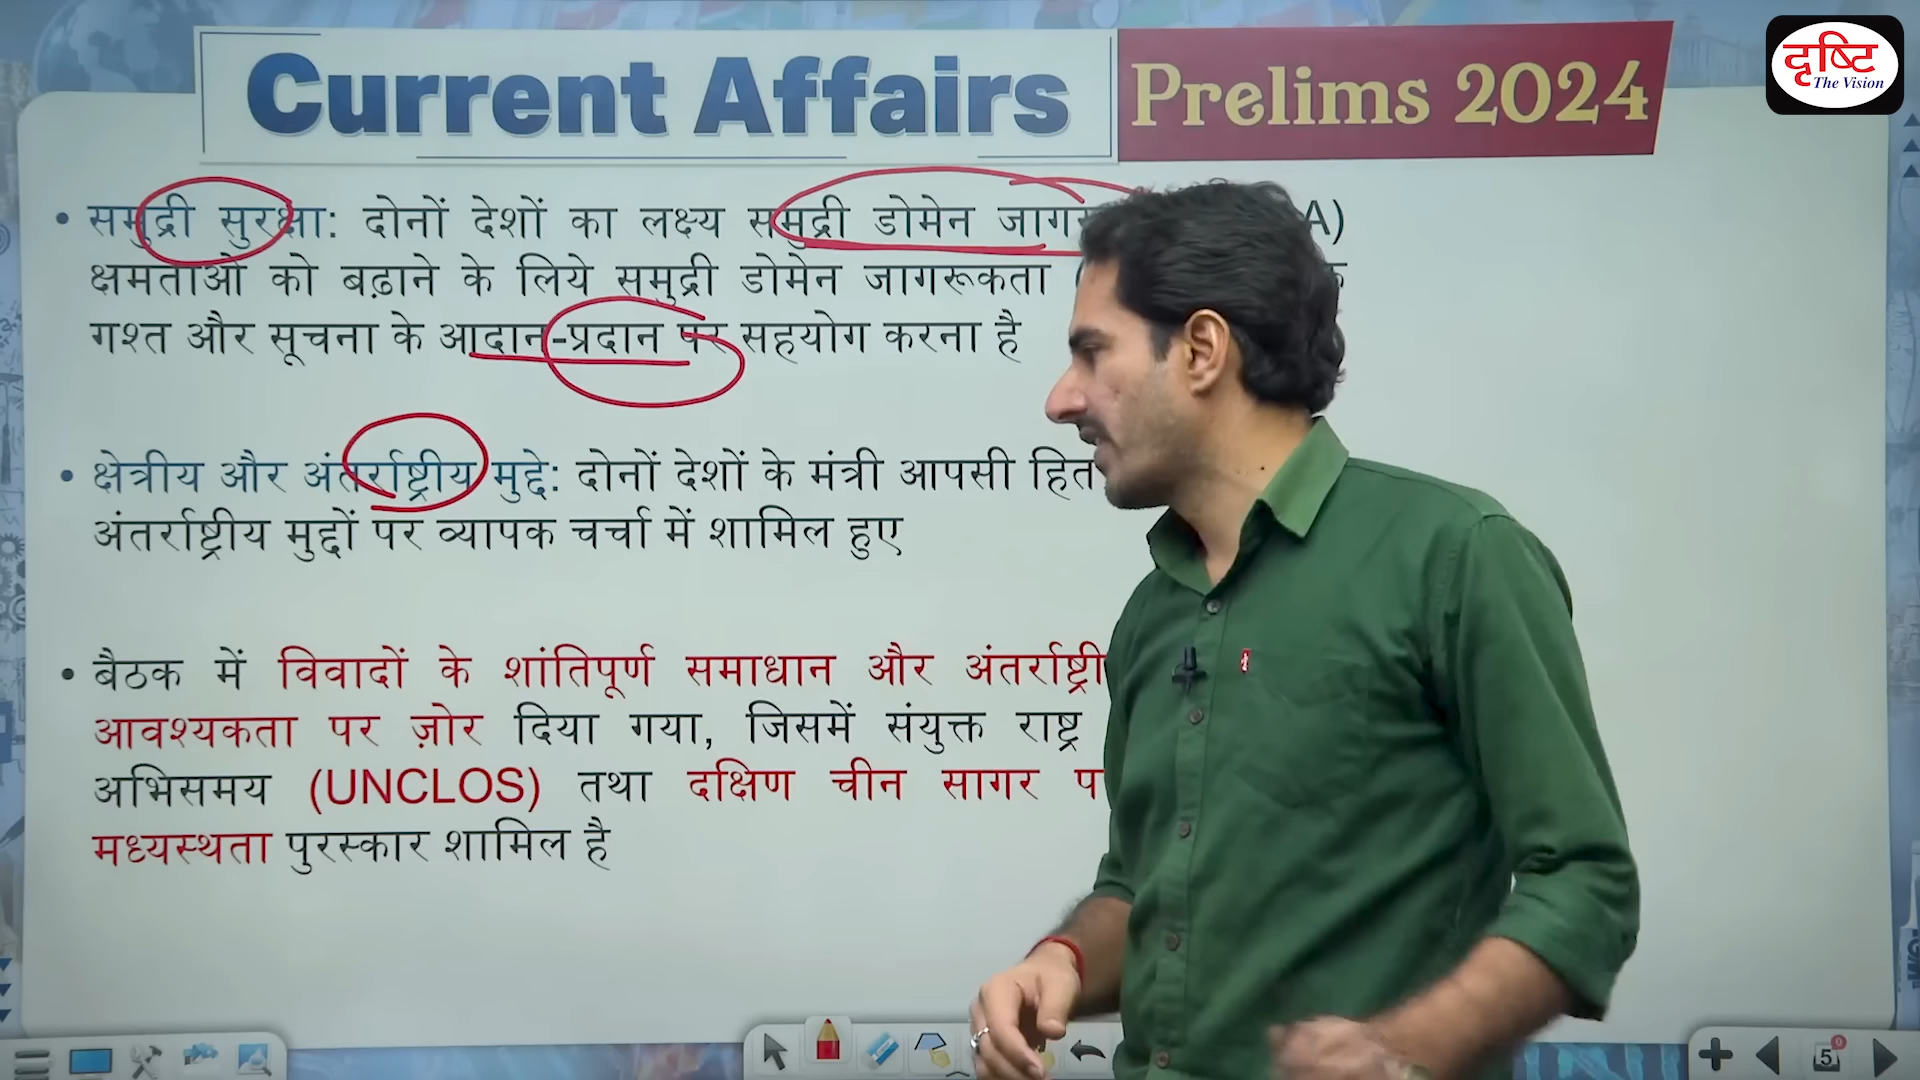 Current Affairs Prelims 2024
दृष्टि
The Vision
• समुद्री सुरक्षा: दोनों देशों का लक्ष्य समुद्री डोमेन A)
क्षमताओं को बढ़ाने के लिये समुद्री डोमेन जागरूकता
गश्त और सूचना के आदान-प्रदान पर सहयोग करना है
• क्षेत्रीय और अंतर्राष्ट्रीय मुद्दे: दोनों देशों के मंत्री आपसी
अंतर्राष्ट्रीय मुद्दों पर व्यापक चर्चा में शामिल हुए
• बैठक में विवादों के शांतिपूर्ण समाधान और
आवश्यकता पर ज़ोर दिया गया, जिसमें संयुक्त राष्ट्र
अभिसमय (UNCLOS) तथा दक्षिण चीन सागर
मध्यस्थता पुरस्कार शामिल है
5